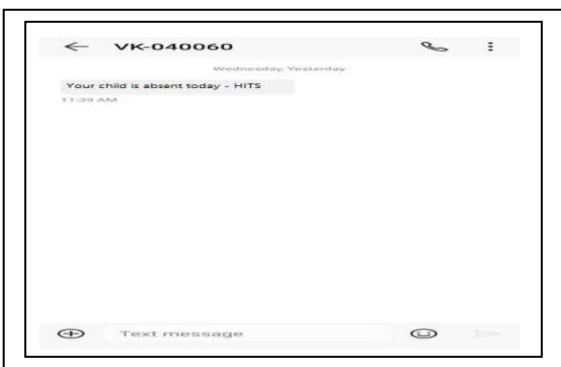 VK-040060
Wednesday, Yesterday
Your child is absent today - HITS
11:39 AM
Text message